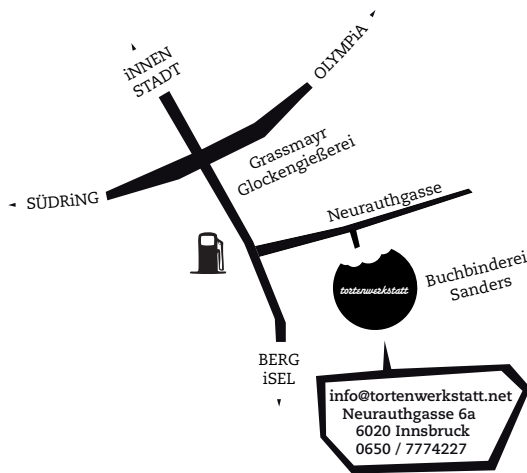 iNNEN
STADT
OLYMPiA
Grassmayr
Glockengießerei
SÜDRiNG
Neurauthgasse
tortenwerkstatt
Buchbinderei
Sanders
BERG
iSEL
info@tortenwerkstatt.net
Neurauthgasse 6a
6020 Innsbruck
0650 / 7774227